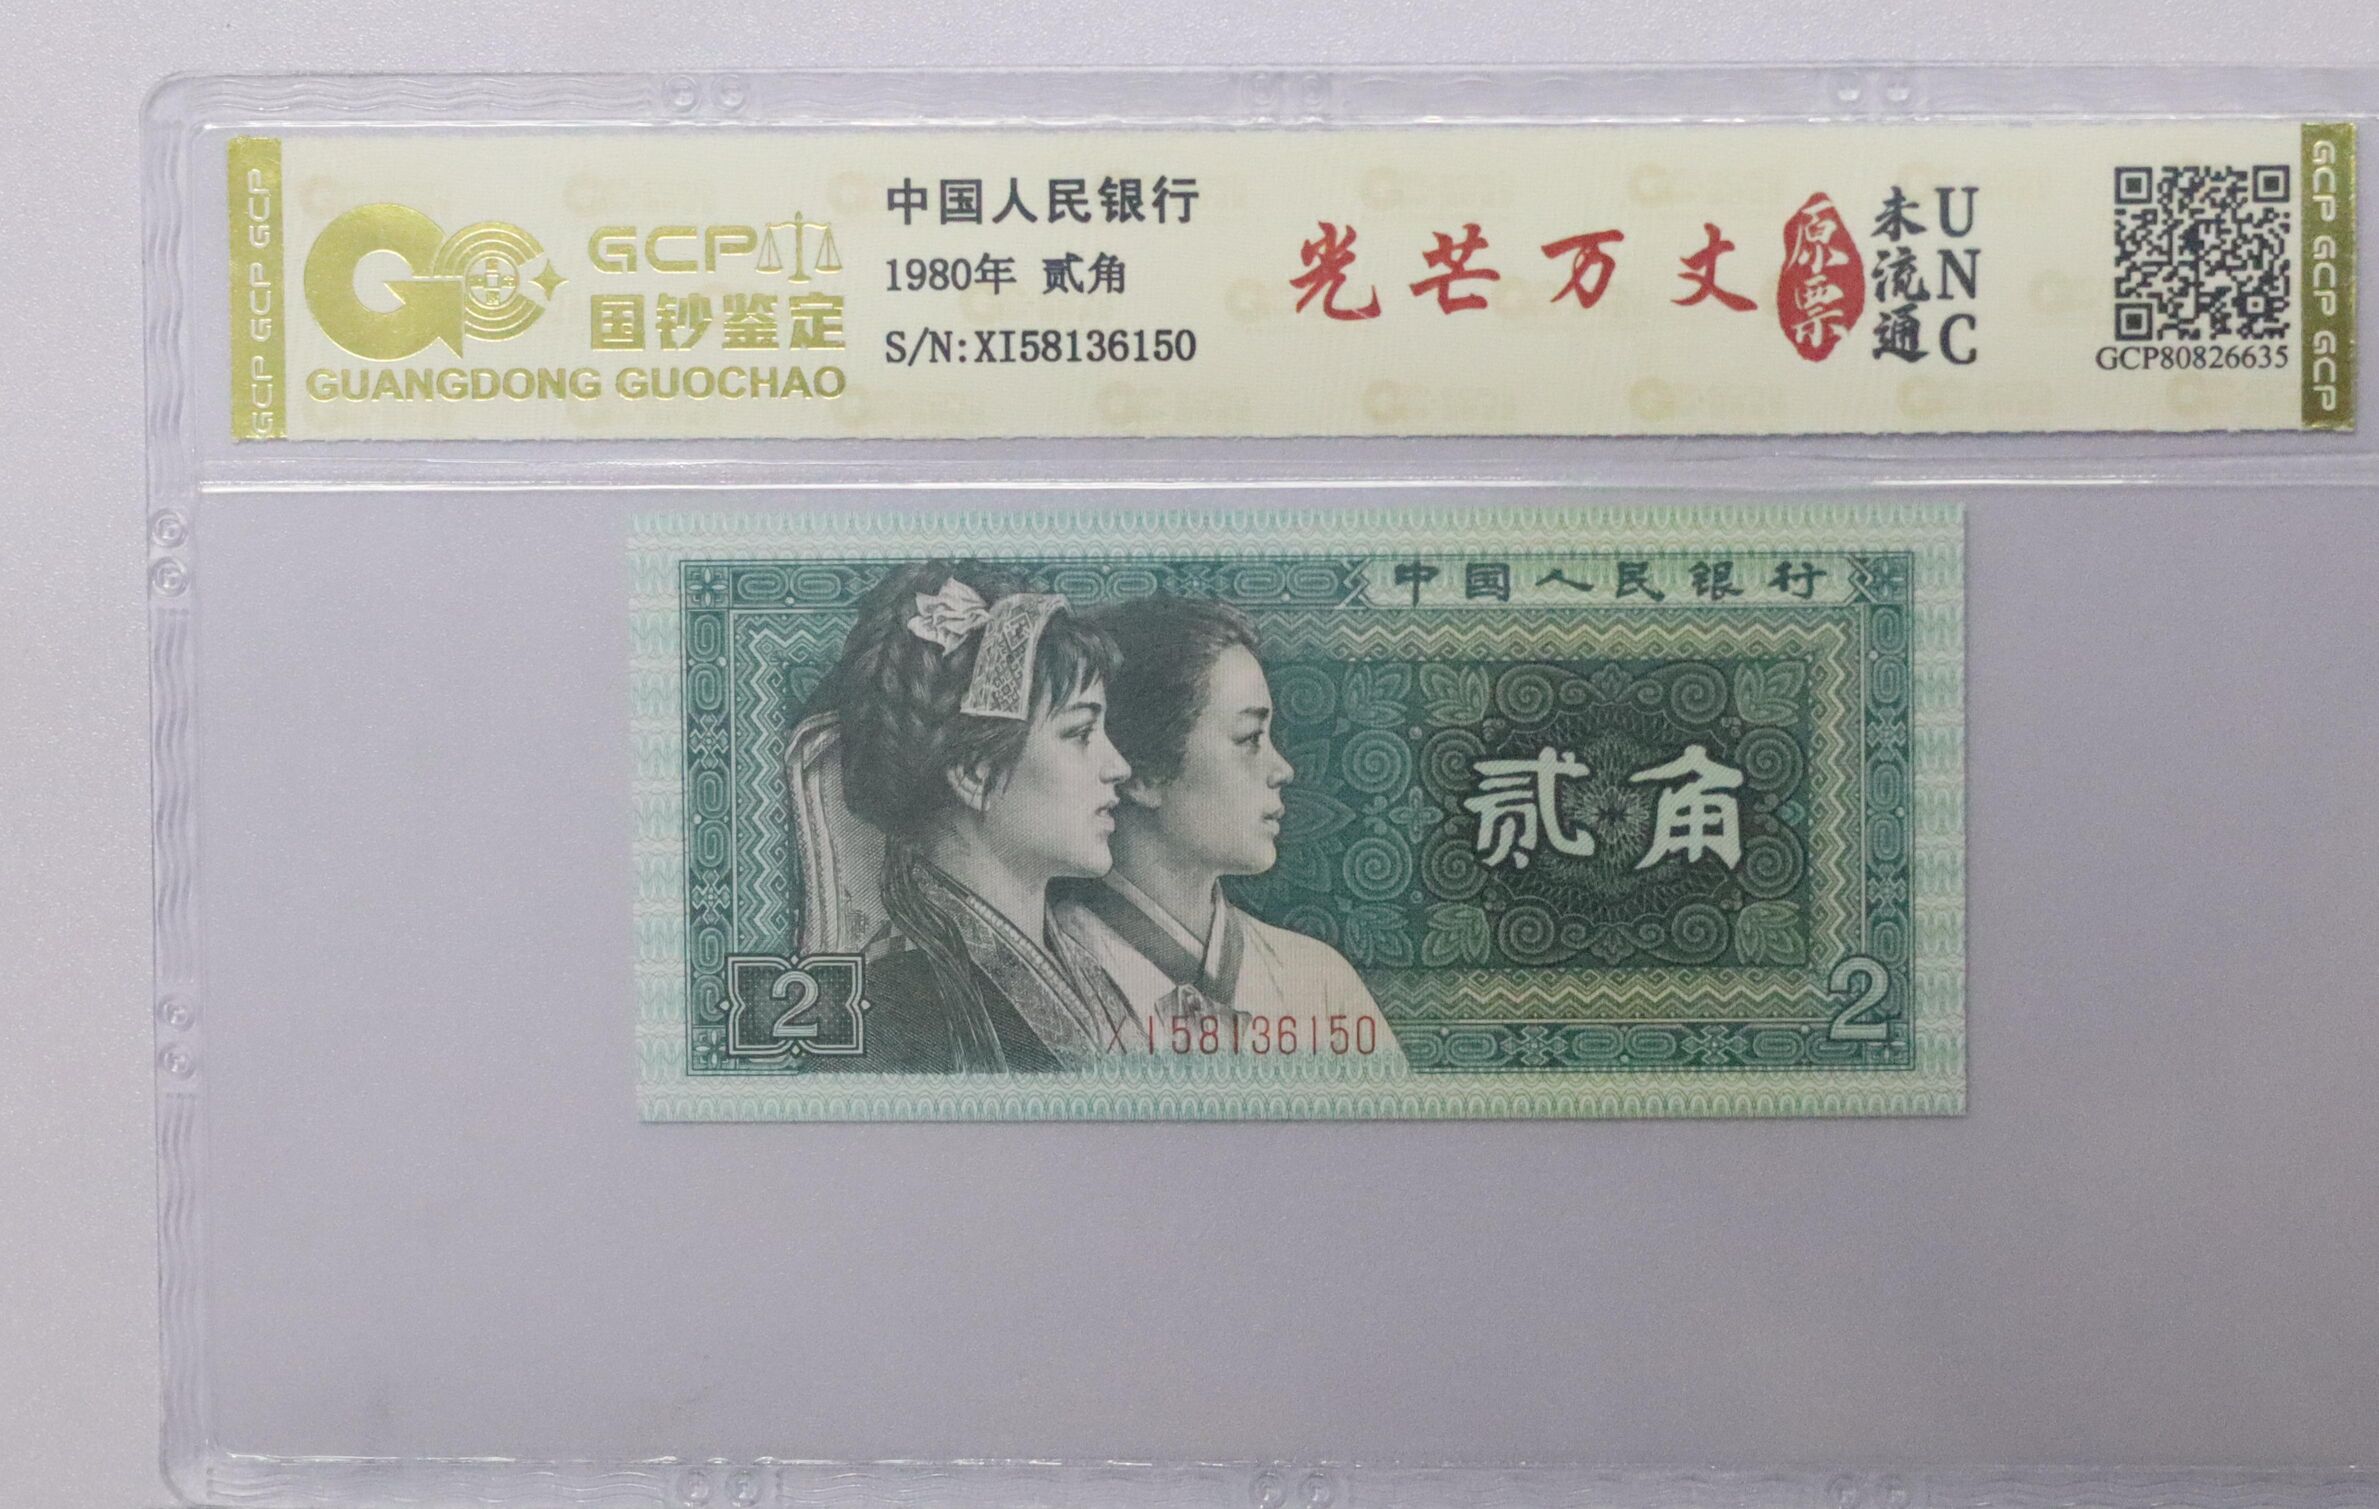 GCP GCP GCP
GCP
国钞鉴定
GUANGDONG GUOCHAO
中国人民银行
1980年 贰角
S/N:XI58136150
光芒万丈
原票
未流通
UNC
GCP80826635
GCP GCP GCP
中国人民银行
贰角
2
2
XI58136150